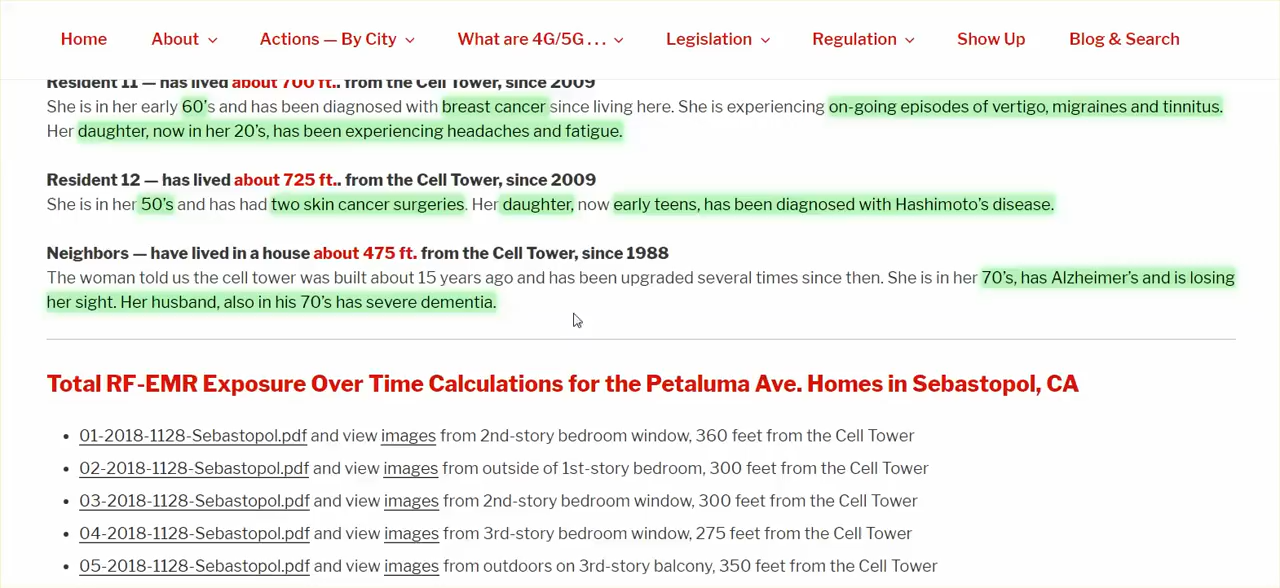 Home About Actions — By City What are 4G/5G . . . Legislation Regulation Show Up Blog & Search
Resident 11 — has lived about 700 ft.. from the Cell Tower, since 2009
She is in her early 60's and has been diagnosed with breast cancer since living here. She is experiencing on-going episodes of vertigo, migraines and tinnitus.
Her daughter, now in her 20's, has been experiencing headaches and fatigue.
Resident 12 — has lived about 725 ft.. from the Cell Tower, since 2009
She is in her 50's and has had two skin cancer surgeries. Her daughter, now early teens, has been diagnosed with Hashimoto's disease.
Neighbors — have lived in a house about 475 ft. from the Cell Tower, since 1988
The woman told us the cell tower was built about 15 years ago and has been upgraded several times since then. She is in her 70's, has Alzheimer's and is losing
her sight. Her husband, also in his 70's has severe dementia.
Total RF-EMR Exposure Over Time Calculations for the Petaluma Ave. Homes in Sebastopol, CA
• 01-2018-1128-Sebastopol.pdf and view images from 2nd-story bedroom window, 360 feet from the Cell Tower
• 02-2018-1128-Sebastopol.pdf and view images from outside of 1st-story bedroom, 300 feet from the Cell Tower
• 03-2018-1128-Sebastopol.pdf and view images from 2nd-story bedroom window, 300 feet from the Cell Tower
• 04-2018-1128-Sebastopol.pdf and view images from 3rd-story bedroom window, 275 feet from the Cell Tower
• 05-2018-1128-Sebastopol.pdf and view images from outdoors on 3rd-story balcony, 350 feet from the Cell Tower